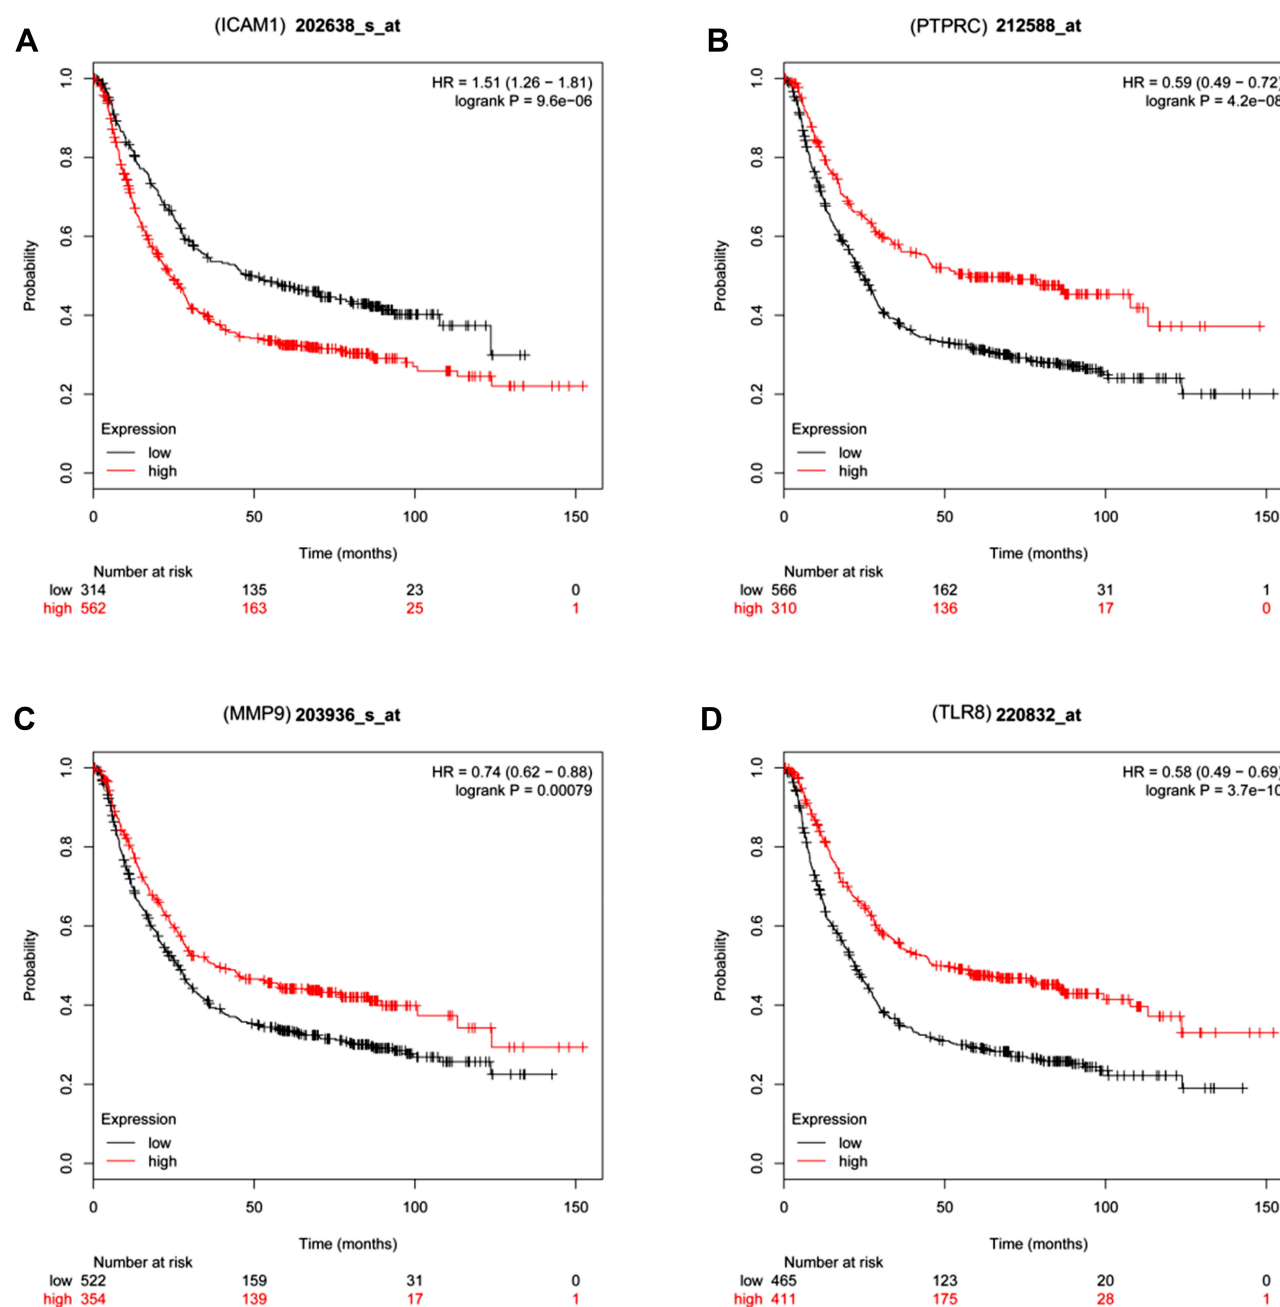 A
(ICAM1) 202638_s_at
HR = 1.51 (1.26 − 1.81)
logrank P = 9.6e−06
Probability
1.0
0.8
0.6
0.4
0.2
0.0
Expression
low
high
0 50 100 150
Time (months)
Number at risk
low 314 135 23 0
high 562 163 25 1
B
(PTPRC) 212588_at
HR = 0.59 (0.49 − 0.72)
logrank P = 4.2e−08
Probability
1.0
0.8
0.6
0.4
0.2
0.0
Expression
low
high
0 50 100 150
Time (months)
Number at risk
low 566 162 31 1
high 310 136 17 0
C
(MMP9) 203936_s_at
HR = 0.74 (0.62 − 0.88)
logrank P = 0.00079
Probability
1.0
0.8
0.6
0.4
0.2
0.0
Expression
low
high
0 50 100 150
Time (months)
Number at risk
low 522 159 31 0
high 354 139 17 1
D
(TLR8) 220832_at
HR = 0.58 (0.49 − 0.69)
logrank P = 3.7e−10
Probability
1.0
0.8
0.6
0.4
0.2
0.0
Expression
low
high
0 50 100 150
Time (months)
Number at risk
low 465 123 20 0
high 411 175 28 1